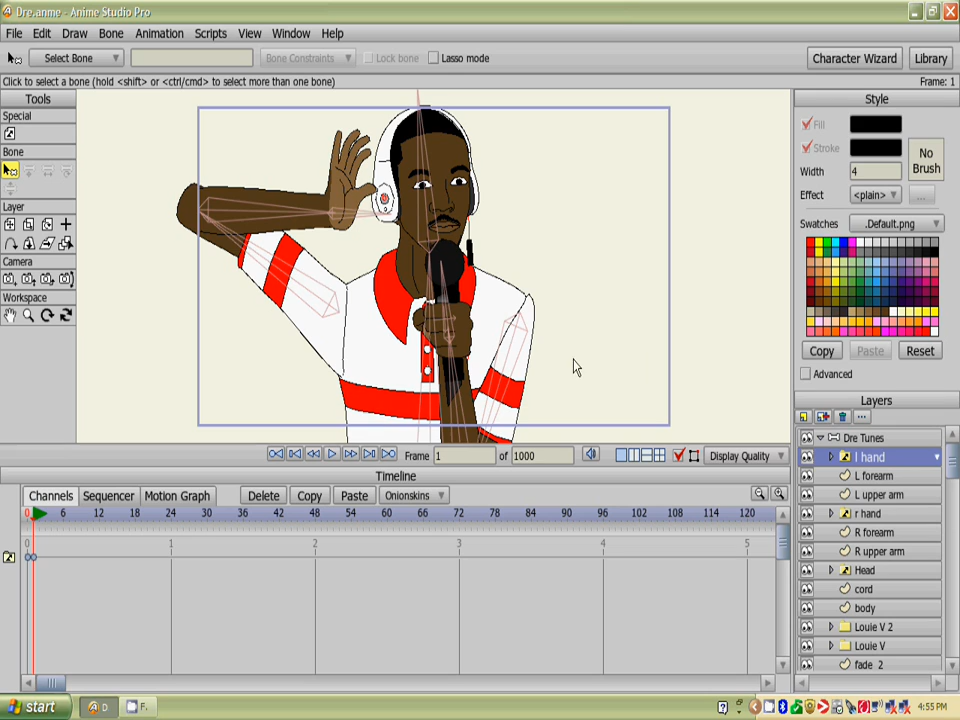 Dre.anme - Anime Studio Pro
File Edit Draw Bone Animation Scripts View Window Help
Select Bone Bone Constraints Lock bone Lasso mode Character Wizard Library
Click to select a bone (hold <shift> or <ctrl/cmd> to select more than one bone) Frame: 1
Tools
Special
Bone
Layer
Camera
Workspace
Style
Fill
Stroke
No Brush
Width 4
Effect <plain> ...
Swatches .Default.png
Copy Paste Reset
Advanced
Layers
...
Dre Tunes
l hand
L forearm
L upper arm
r hand
R forearm
R upper arm
Head
cord
body
Louie V 2
Louie V
fade 2
Frame 1 of 1000 Display Quality
Timeline
Channels Sequencer Motion Graph Delete Copy Paste Onionskins
0 6 12 18 24 30 36 42 48 54 60 66 72 78 84 90 96 102 108 114 120
0 1 2 3 4 5
start D F. 4:55 PM